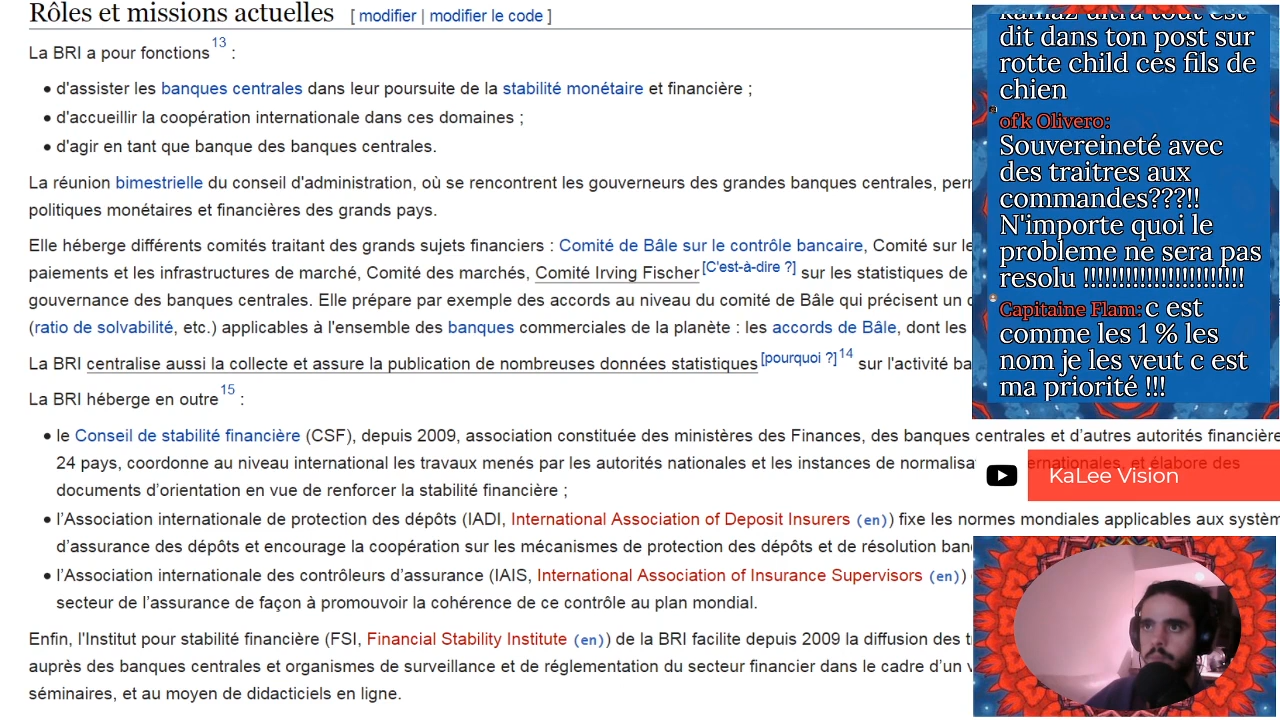 Rôles et missions actuelles [ modifier | modifier le code ]
La BRI a pour fonctions13 :
• d'assister les banques centrales dans leur poursuite de la stabilité monétaire et financière ;
• d'accueillir la coopération internationale dans ces domaines ;
• d'agir en tant que banque des banques centrales.
La réunion bimestrielle du conseil d'administration, où se rencontrent les gouverneurs des grandes banques centrales,
politiques monétaires et financières des grands pays.
Elle héberge différents comités traitant des grands sujets financiers : Comité de Bâle sur le contrôle bancaire, Comité sur
paiements et les infrastructures de marché, Comité des marchés, Comité Irving Fischer[C'est-à-dire ?] sur les statistiques de
gouvernance des banques centrales. Elle prépare par exemple des accords au niveau du comité de Bâle qui précisent un
(ratio de solvabilité, etc.) applicables à l'ensemble des banques commerciales de la planète : les accords de Bâle, dont les
La BRI centralise aussi la collecte et assure la publication de nombreuses données statistiques[pourquoi ?]14 sur l'activité
La BRI héberge en outre15 :
• le Conseil de stabilité financière (CSF), depuis 2009, association constituée des ministères des Finances, des banques centrales et d'autres autorités financière
24 pays, coordonne au niveau international les travaux menés par les autorités nationales et les instances de et élabore des
documents d'orientation en vue de renforcer la stabilité financière ;
• l'Association internationale de protection des dépôts (IADI, International Association of Deposit Insurers (en)) fixe les normes mondiales applicables aux systèm
d'assurance des dépôts et encourage la coopération sur les mécanismes de protection des dépôts et de résolution
• l'Association internationale des contrôleurs d'assurance (IAIS, International Association of Insurance Supervisors (en))
secteur de l'assurance de façon à promouvoir la cohérence de ce contrôle au plan mondial.
Enfin, l'Institut pour stabilité financière (FSI, Financial Stability Institute (en)) de la BRI facilite depuis 2009 la diffusion des
auprès des banques centrales et organismes de surveillance et de réglementation du secteur financier dans le cadre d'un
séminaires, et au moyen de didacticiels en ligne.
kamaz ultra tout est
dit dans ton post sur
rotte child ces fils de
chien
ofk Olivero:
Souvereineté avec
des traitres aux
commandes???!!
N'importe quoi le
probleme ne sera pas
resolu !!!!!!!!!!!!!!!!!!!!!!!
Capitaine Flam: c est
comme les 1 % les
nom je les veut c est
ma priorité !!!
KaLee Vision